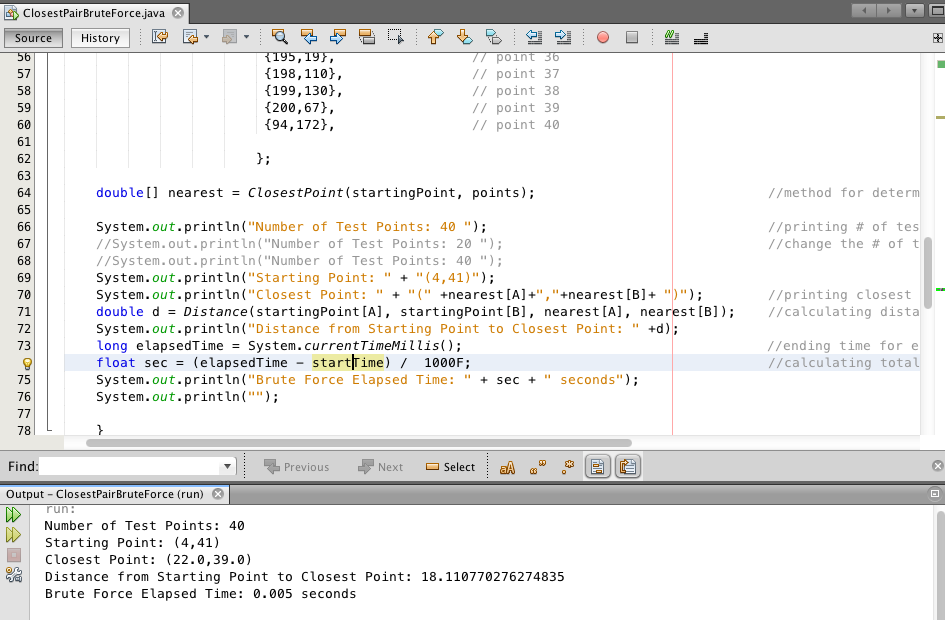 ClosestPairBruteForce.java
Source History
56 {195,19}, // point 36
57 {198,110}, // point 37
58 {199,130}, // point 38
59 {200,67}, // point 39
60 {94,172}, // point 40
61
62 };
63
64 double[] nearest = ClosestPoint(startingPoint, points); //method for determ
65
66 System.out.println("Number of Test Points: 40 "); //printing # of tes
67 //System.out.println("Number of Test Points: 20 "); //change the # of t
68 //System.out.println("Number of Test Points: 40 ");
69 System.out.println("Starting Point: " + "(4,41)");
70 System.out.println("Closest Point: " + "(" +nearest[A]+","+nearest[B]+ ")"); //printing closest
71 double d = Distance(startingPoint[A], startingPoint[B], nearest[A], nearest[B]); //calculating dista
72 System.out.println("Distance from Starting Point to Closest Point: " +d);
73 long elapsedTime = System.currentTimeMillis(); //ending time for e
float sec = (elapsedTime - startTime) / 1000F; //calculating total
75 System.out.println("Brute Force Elapsed Time: " + sec + " seconds");
76 System.out.println("");
77
78 }
Find: Previous Next Select aA
Output - ClosestPairBruteForce (run)
run:
Number of Test Points: 40
Starting Point: (4,41)
Closest Point: (22.0,39.0)
Distance from Starting Point to Closest Point: 18.110770276274835
Brute Force Elapsed Time: 0.005 seconds